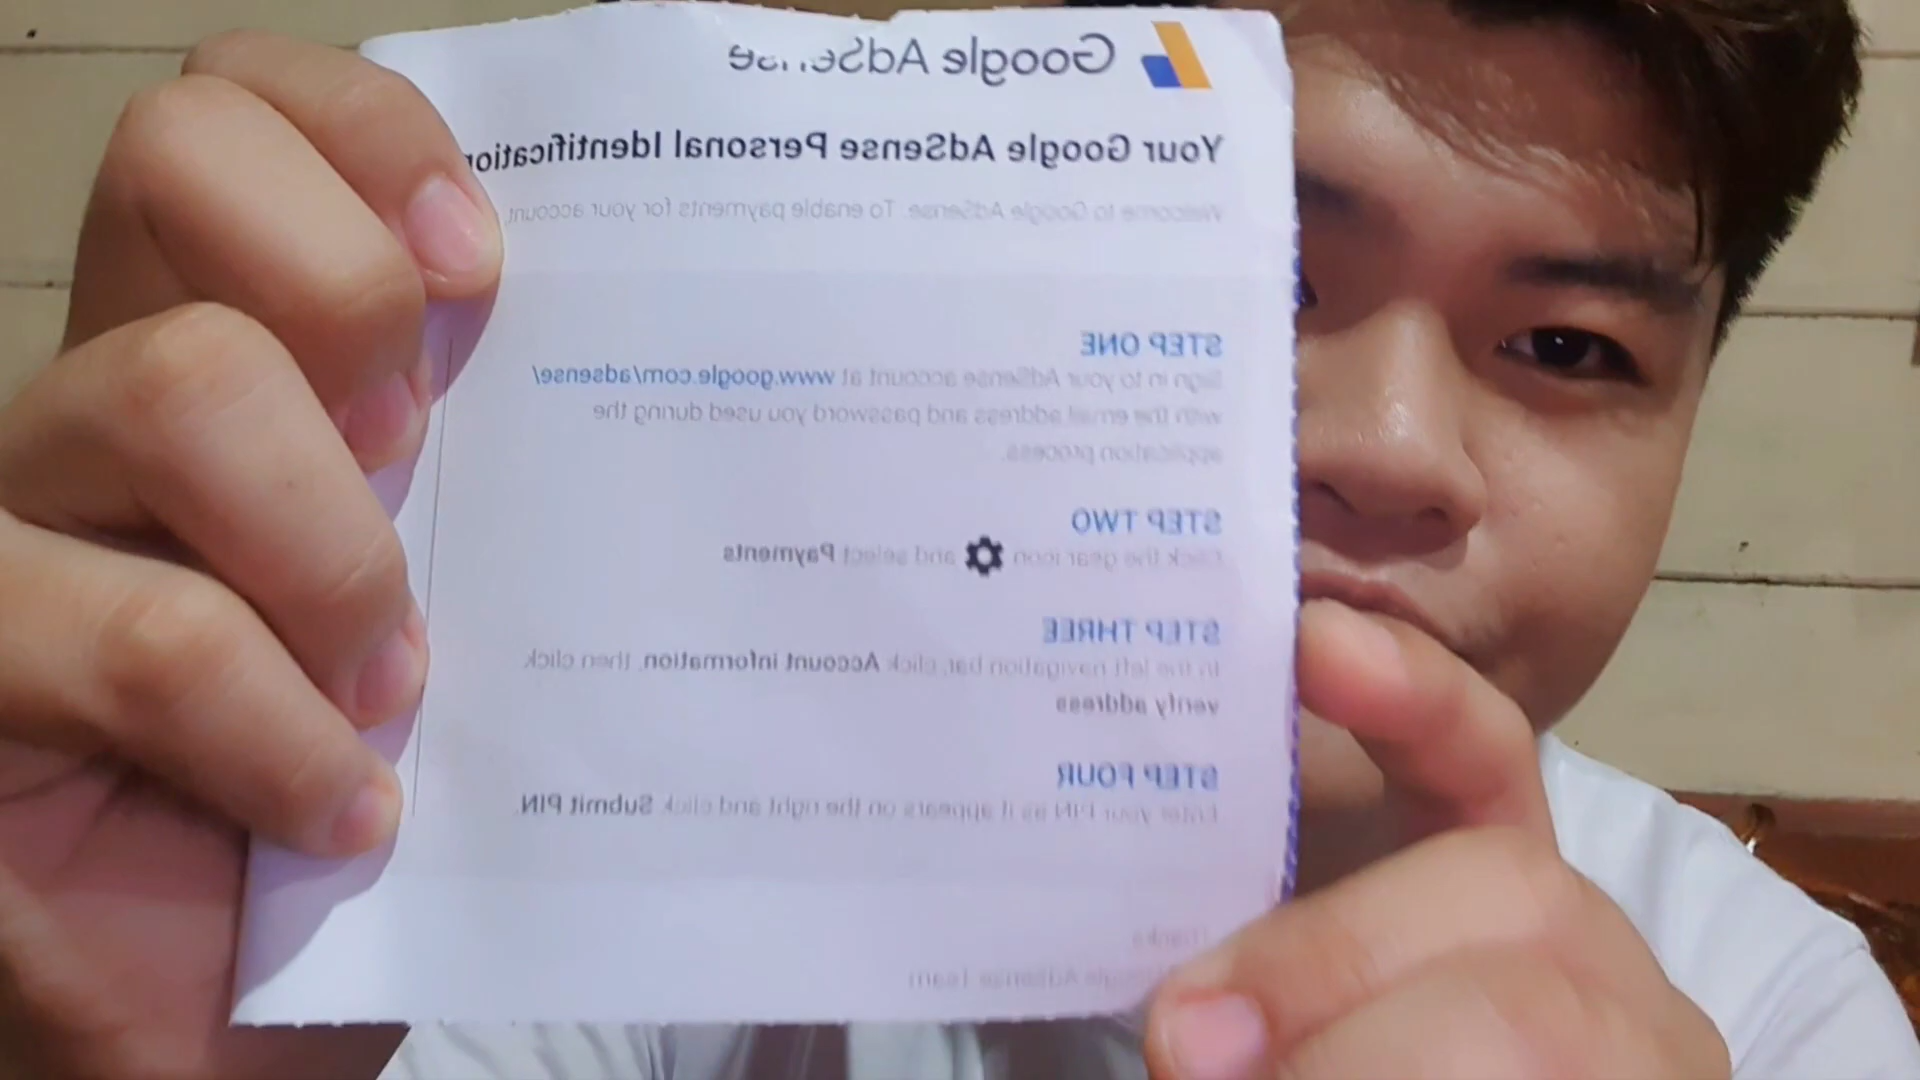 Google AdSense
Your Google AdSense Personal Identification
Welcome to Google AdSense. To enable payments for your account,
STEP ONE
Sign in to your AdSense account at www.google.com/adsense/
with the email address and password you used during the
application process.
STEP TWO
Click the gear icon and select Payments
STEP THREE
In the left navigation bar, click Account information, then click
verify address
STEP FOUR
Enter your PIN as it appears on the right and click Submit PIN.
Thanks
Google AdSense Team